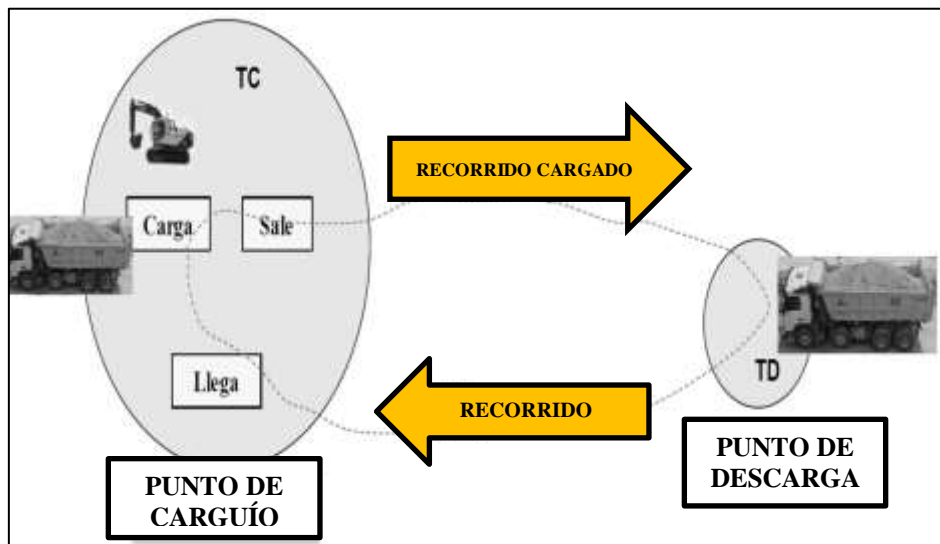 TC
RECORRIDO CARGADO
Carga
Sale
Llega
RECORRIDO
TD
PUNTO DE
CARGUÍO
PUNTO DE
DESCARGA